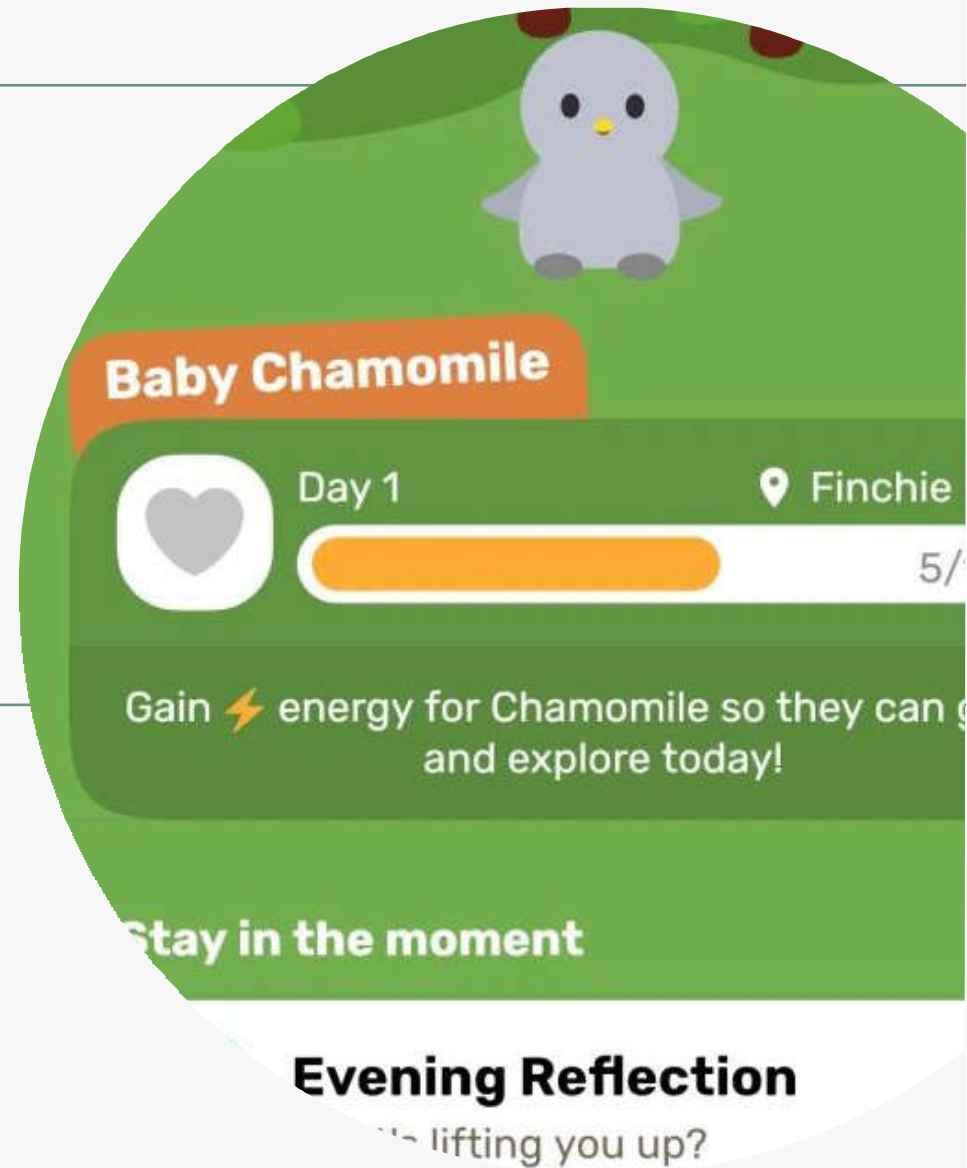 Baby Chamomile
Day 1
Finchie
5/
Gain ⚡ energy for Chamomile so they can
and explore today!
Stay in the moment
Evening Reflection
lifting you up?